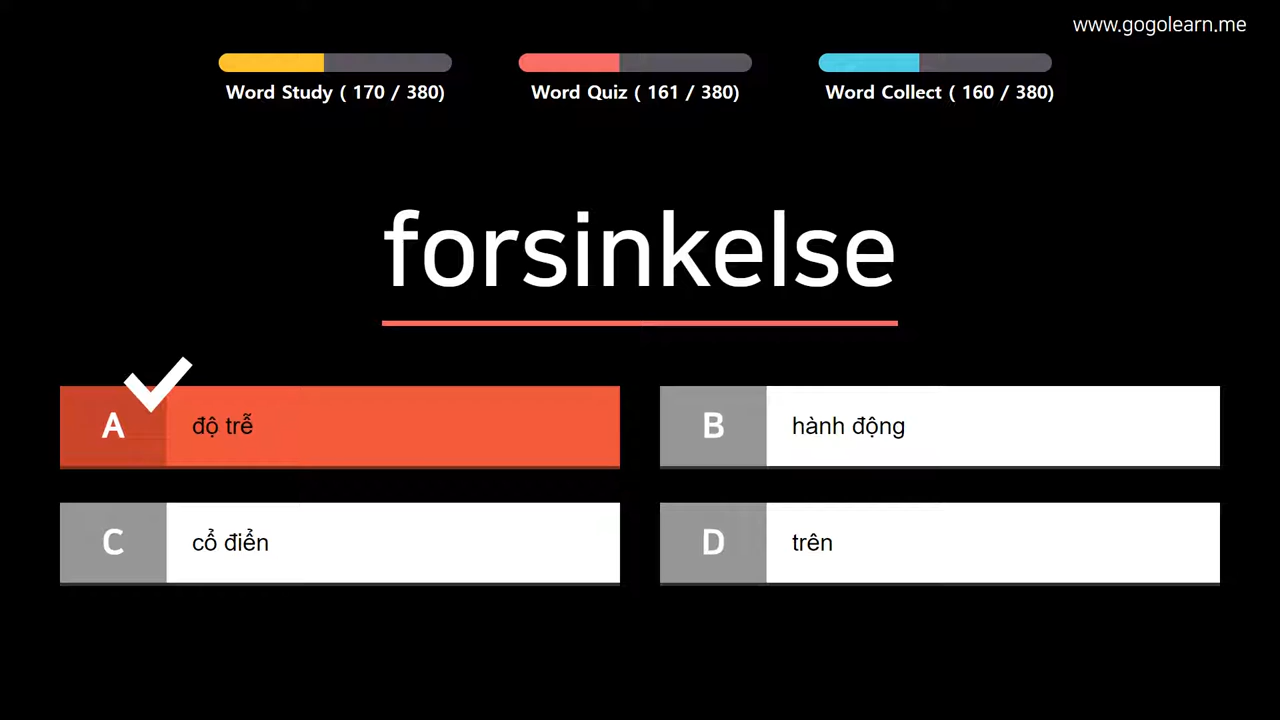 www.gogolearn.me
Word Study ( 170 / 380)
Word Quiz ( 161 / 380)
Word Collect ( 160 / 380)
forsinkelse
A độ trễ
B hành động
C cổ điển
D trên